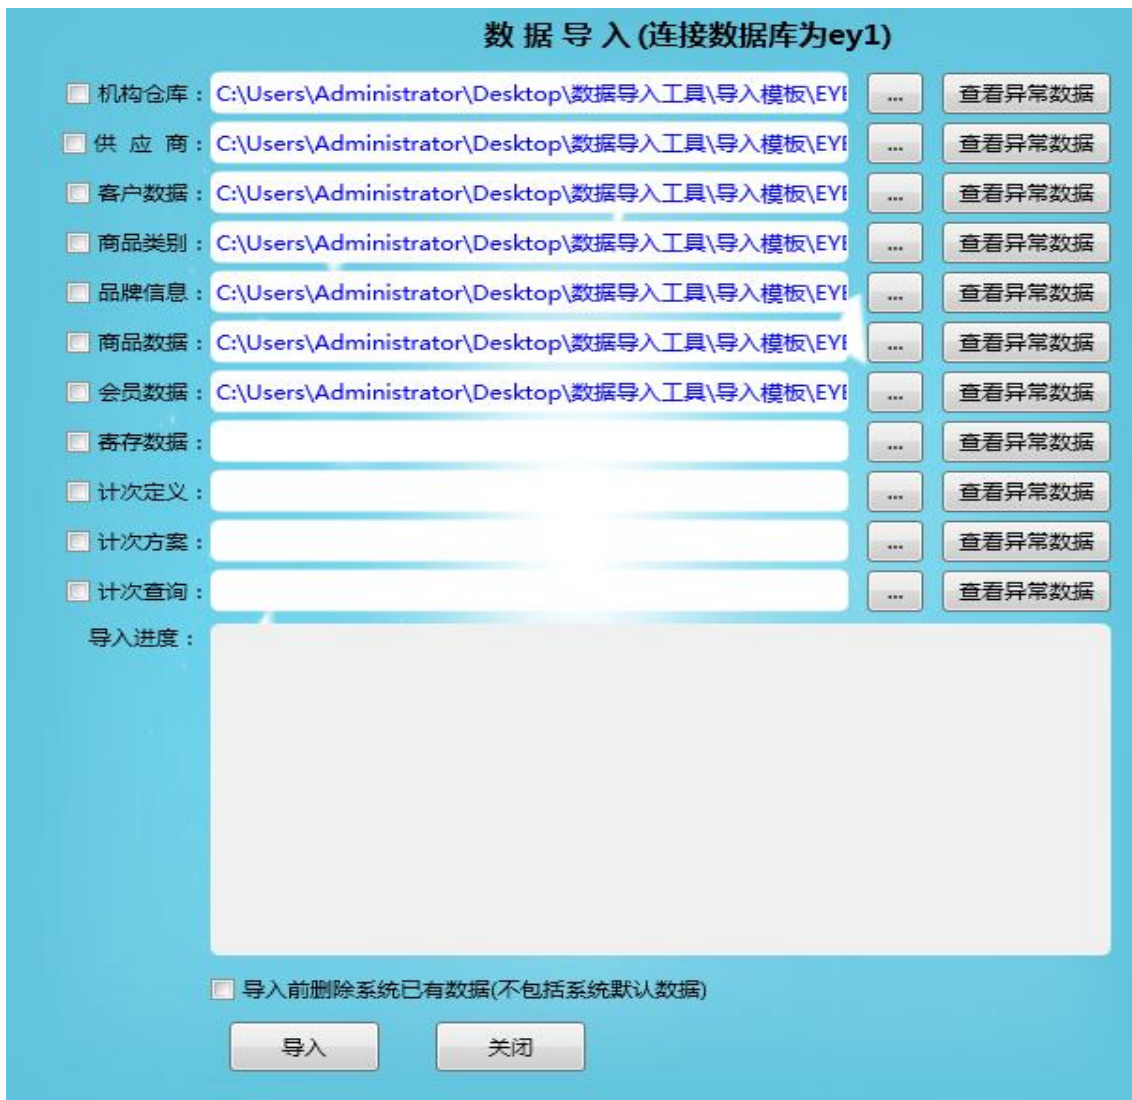 数 据 导 入 (连接数据库为ey1)
机构仓库： C:\Users\Administrator\Desktop\数据导入工具\导入模板\EYE ... 查看异常数据
供 应 商： C:\Users\Administrator\Desktop\数据导入工具\导入模板\EYE ... 查看异常数据
客户数据： C:\Users\Administrator\Desktop\数据导入工具\导入模板\EYE ... 查看异常数据
商品类别： C:\Users\Administrator\Desktop\数据导入工具\导入模板\EYE ... 查看异常数据
品牌信息： C:\Users\Administrator\Desktop\数据导入工具\导入模板\EYE ... 查看异常数据
商品数据： C:\Users\Administrator\Desktop\数据导入工具\导入模板\EYE ... 查看异常数据
会员数据： C:\Users\Administrator\Desktop\数据导入工具\导入模板\EYE ... 查看异常数据
寄存数据： ... 查看异常数据
计次定义： ... 查看异常数据
计次方案： ... 查看异常数据
计次查询： ... 查看异常数据
导入进度：
导入前删除系统已有数据(不包括系统默认数据)
导入 关闭